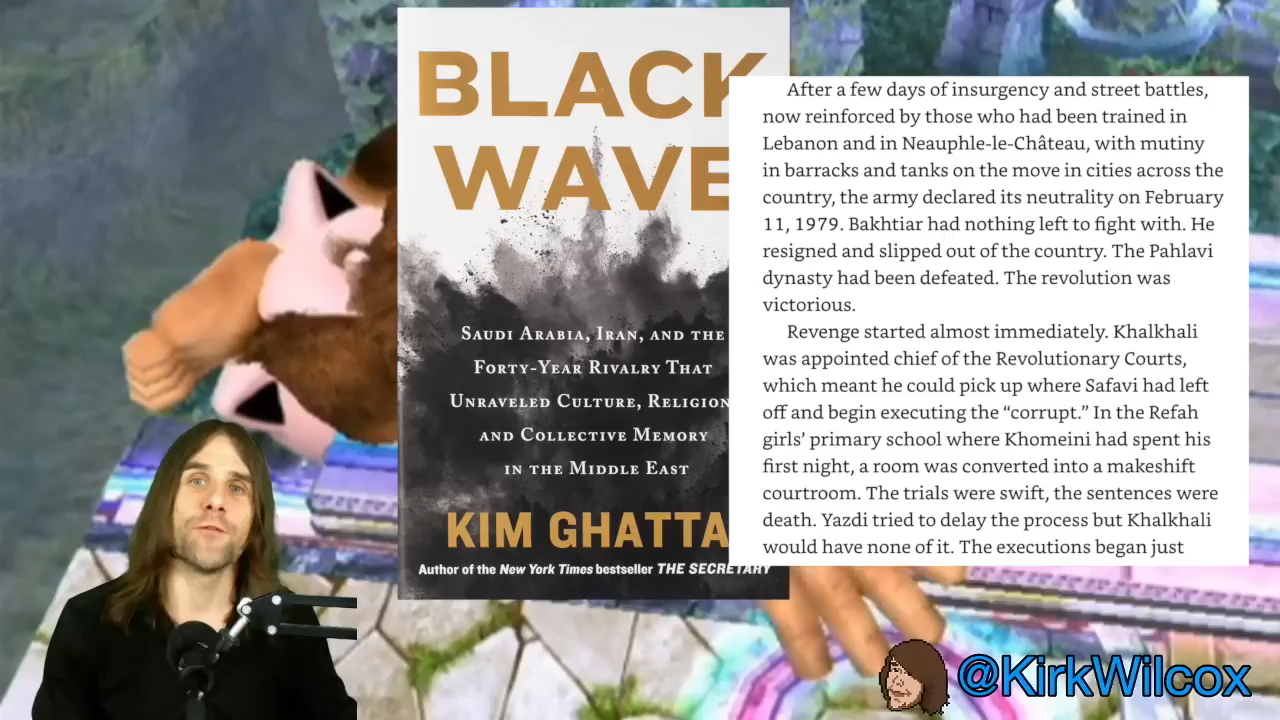 BLACK
WAVE
SAUDI ARABIA, IRAN, AND THE
FORTY-YEAR RIVALRY THAT
UNRAVELED CULTURE, RELIGION
AND COLLECTIVE MEMORY
IN THE MIDDLE EAST
KIM GHATTA
Author of the New York Times bestseller THE SECRETARY
After a few days of insurgency and street battles,
now reinforced by those who had been trained in
Lebanon and in Neauphle-le-Château, with mutiny
in barracks and tanks on the move in cities across the
country, the army declared its neutrality on February
11, 1979. Bakhtiar had nothing left to fight with. He
resigned and slipped out of the country. The Pahlavi
dynasty had been defeated. The revolution was
victorious.
Revenge started almost immediately. Khalkhali
was appointed chief of the Revolutionary Courts,
which meant he could pick up where Safavi had left
off and begin executing the “corrupt.” In the Refah
girls’ primary school where Khomeini had spent his
first night, a room was converted into a makeshift
courtroom. The trials were swift, the sentences were
death. Yazdi tried to delay the process but Khalkhali
would have none of it. The executions began just
@KirkWilcox